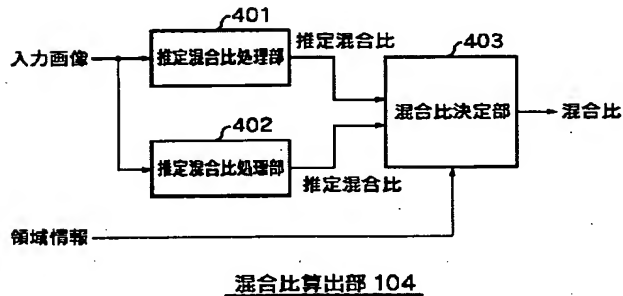 401
推定混合比
403
入力画像
推定混合比処理部
混合比決定部
混合比
402
推定混合比処理部
推定混合比
領域情報
混合比算出部 104